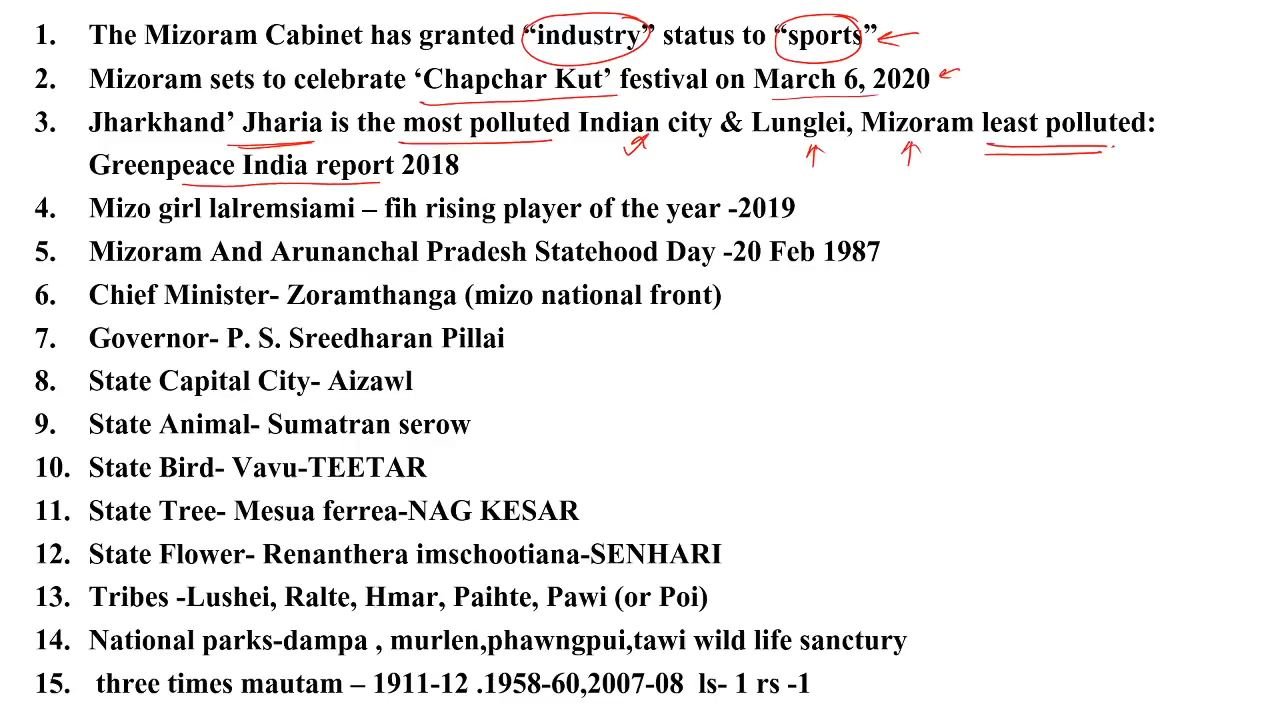 1. The Mizoram Cabinet has granted “industry” status to “sports”
2. Mizoram sets to celebrate ‘Chapchar Kut’ festival on March 6, 2020
3. Jharkhand’ Jharia is the most polluted Indian city & Lunglei, Mizoram least polluted:
Greenpeace India report 2018
4. Mizo girl lalremsiami – fih rising player of the year -2019
5. Mizoram And Arunanchal Pradesh Statehood Day -20 Feb 1987
6. Chief Minister- Zoramthanga (mizo national front)
7. Governor- P. S. Sreedharan Pillai
8. State Capital City- Aizawl
9. State Animal- Sumatran serow
10. State Bird- Vavu-TEETAR
11. State Tree- Mesua ferrea-NAG KESAR
12. State Flower- Renanthera imschootiana-SENHARI
13. Tribes -Lushei, Ralte, Hmar, Paihte, Pawi (or Poi)
14. National parks-dampa , murlen,phawngpui,tawi wild life sanctury
15. three times mautam – 1911-12 .1958-60,2007-08 ls- 1 rs -1